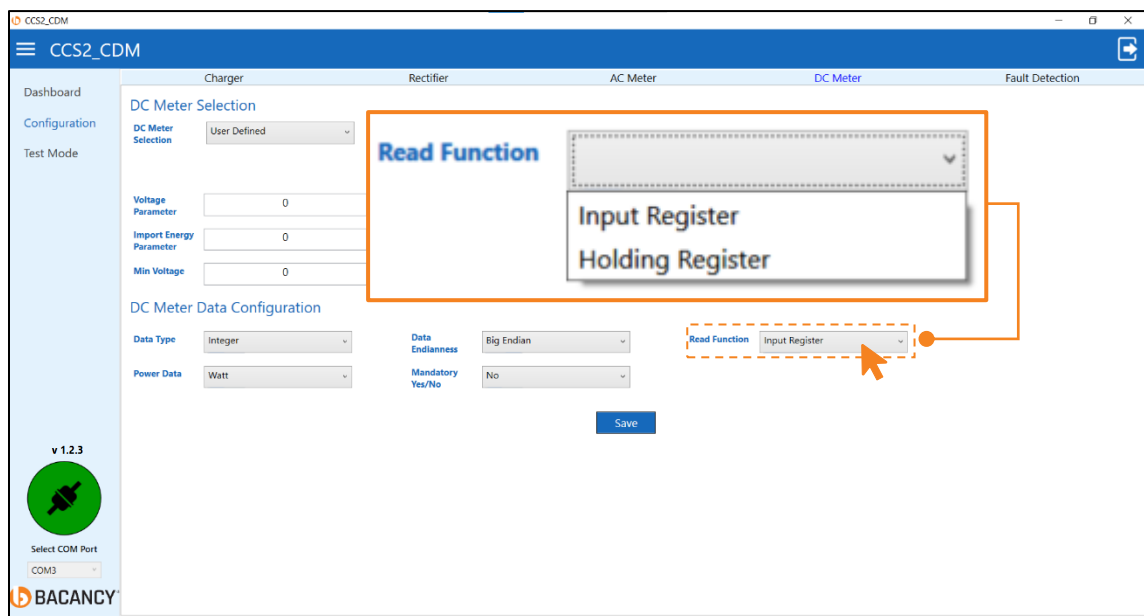 CCS2_CDM
CCS2_CDM
Charger Rectifier AC Meter DC Meter Fault Detection
Dashboard
Configuration
Test Mode
DC Meter Selection
DC Meter
Selection
User Defined
Read Function
Input Register
Holding Register
Voltage
Parameter
0
Import Energy
Parameter
0
Min Voltage
0
DC Meter Data Configuration
Data Type
Integer
Data
Endianness
Big Endian
Read Function
Input Register
Power Data
Watt
Mandatory
Yes/No
No
Save
v 1.2.3
Select COM Port
COM3
BACANCY